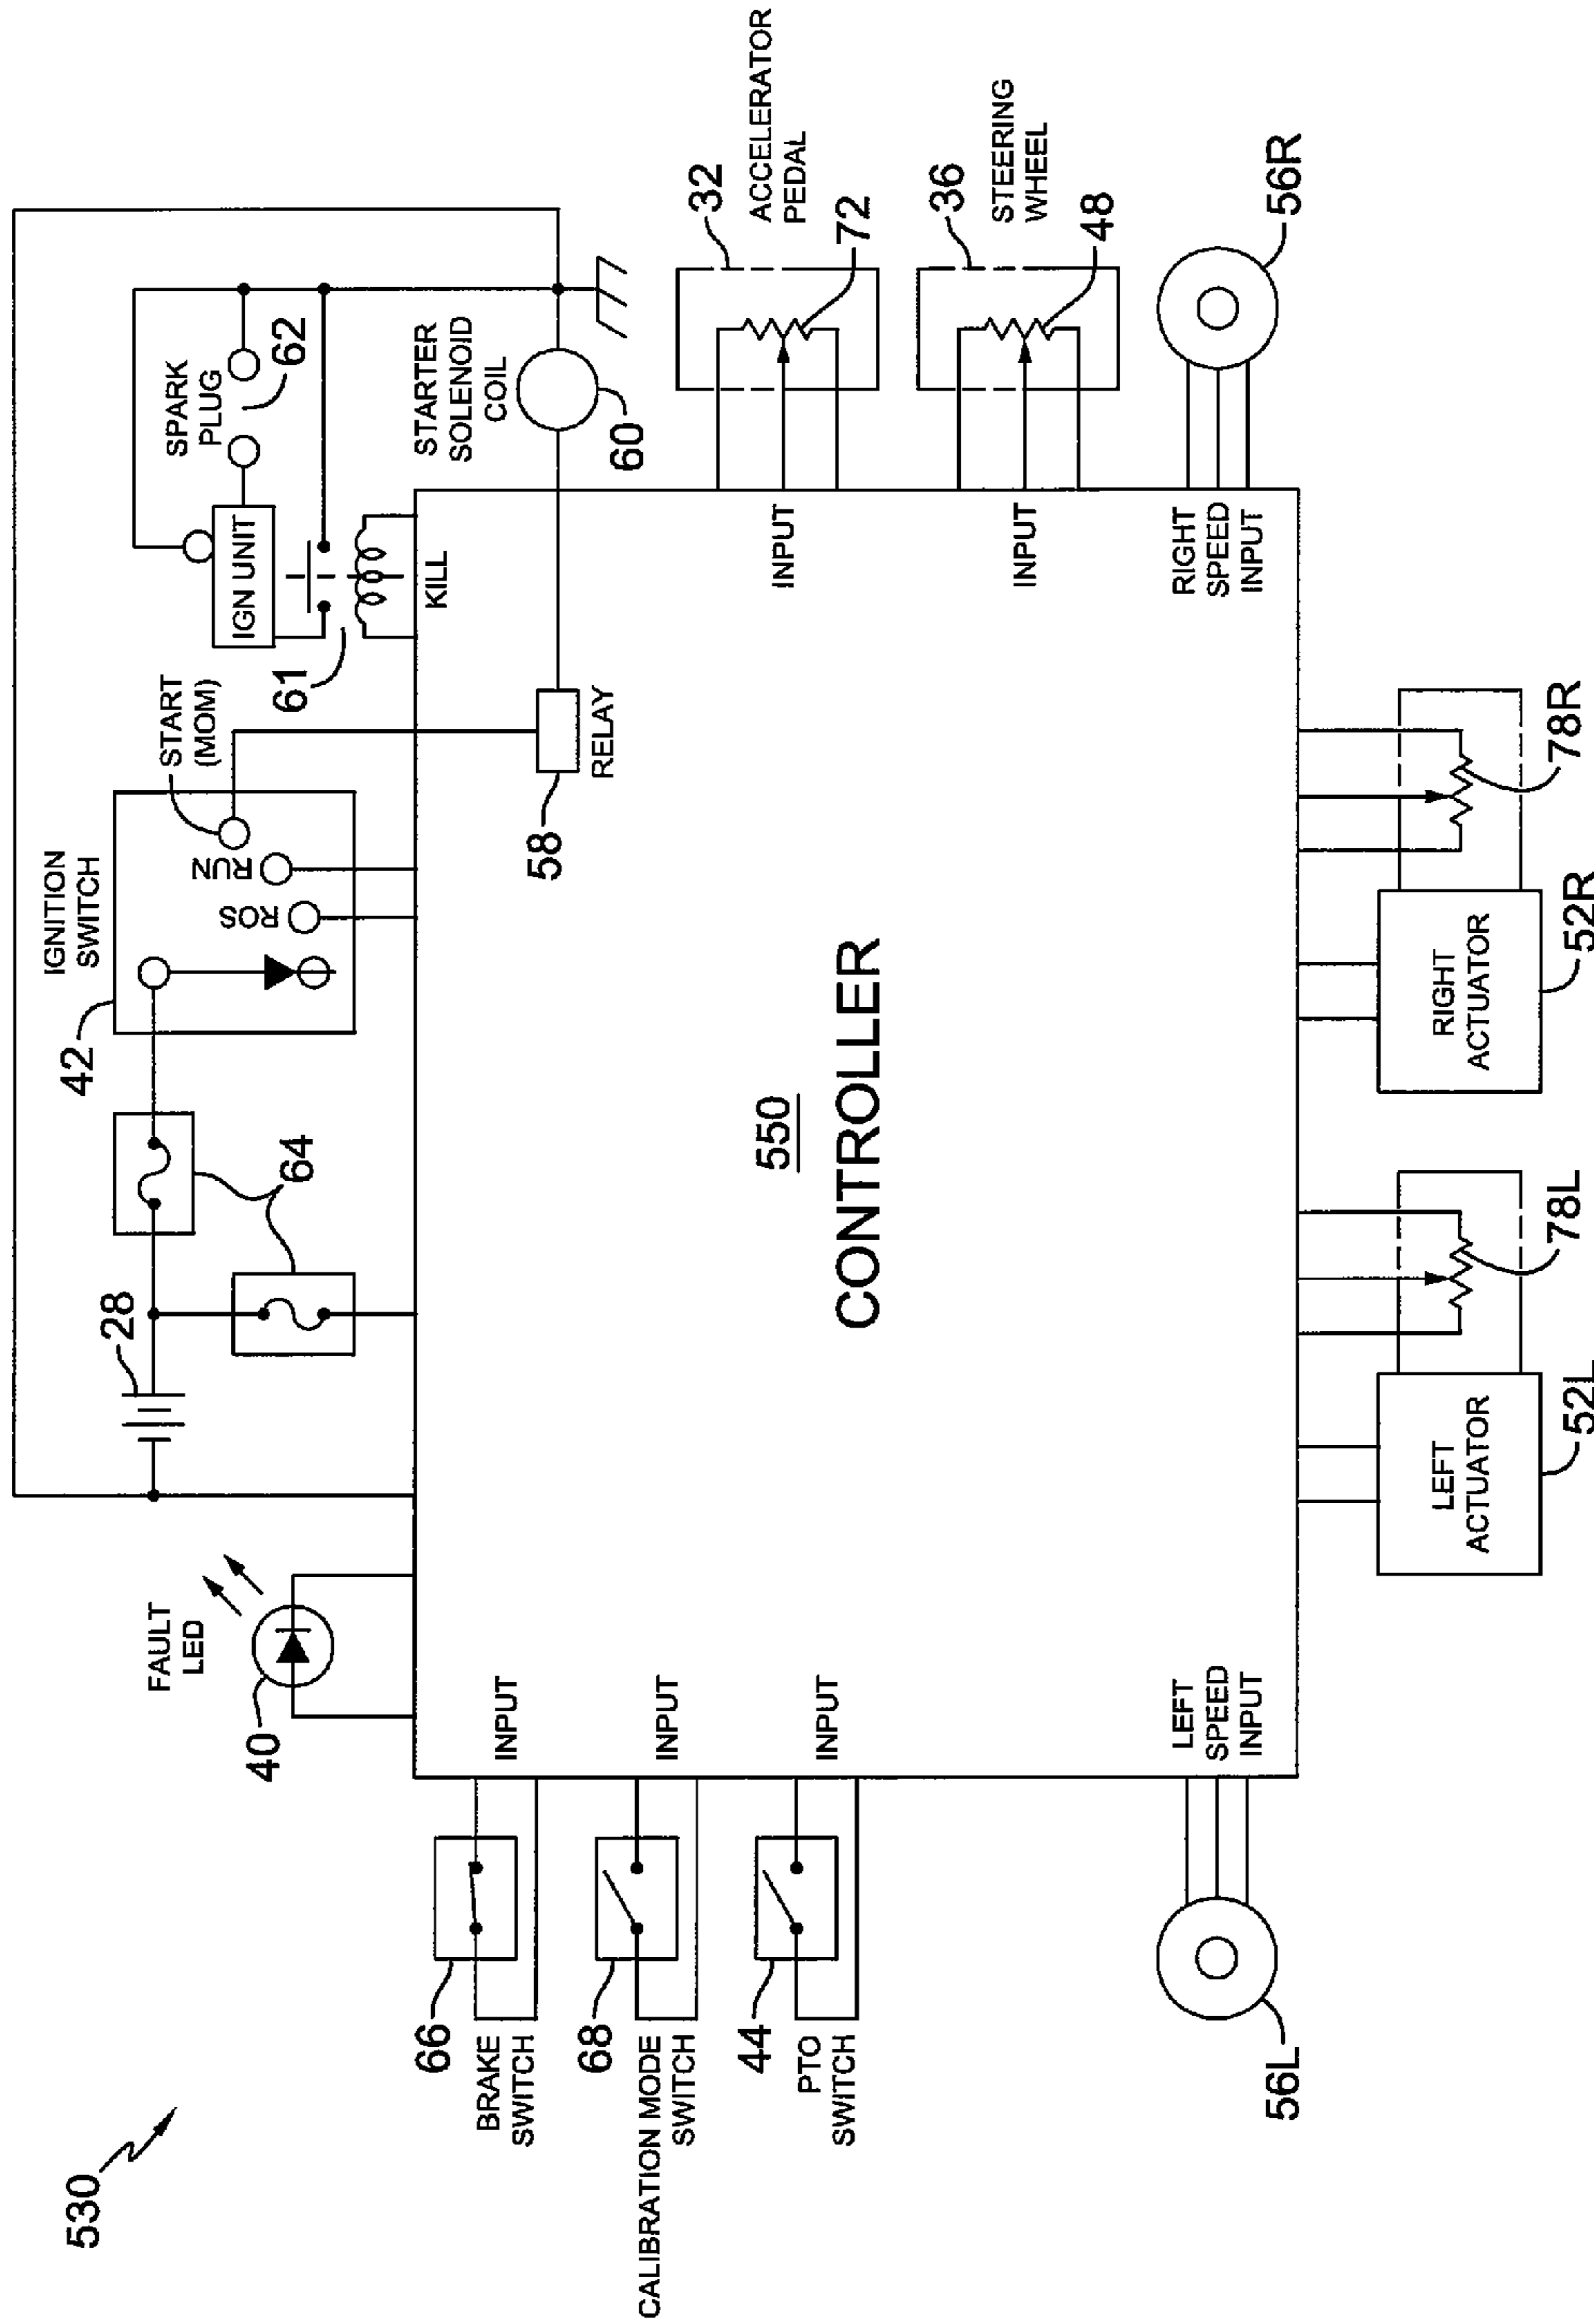 530
FAULT
LED
40
28
64
42
IGNITION
SWITCH
ROS
RUN
START
(MOM)
61
IGN UNIT
SPARK
PLUG
62
KILL
STARTER
SOLENOID
COIL
60
58
RELAY
66
BRAKE
SWITCH
INPUT
68
CALIBRATION MODE
SWITCH
INPUT
44
PTO
SWITCH
INPUT
550
CONTROLLER
INPUT
32
ACCELERATOR
PEDAL
72
INPUT
36
STEERING
WHEEL
48
56L
LEFT
SPEED
INPUT
RIGHT
SPEED
INPUT
56R
LEFT
ACTUATOR
52L
78L
RIGHT
ACTUATOR
52R
78R